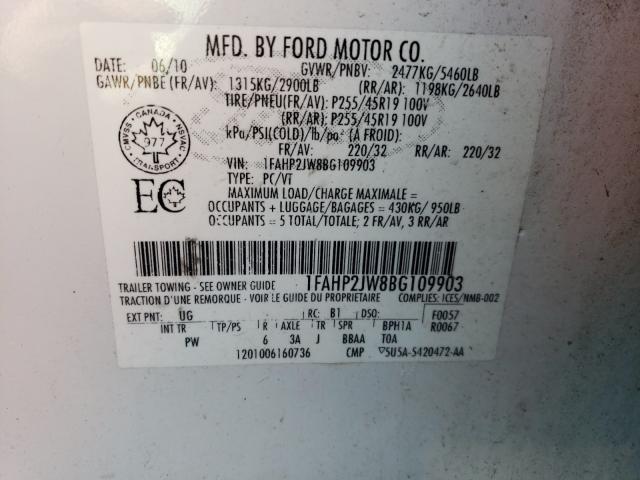 MFD. BY FORD MOTOR CO.
DATE: 06/10 GVWR/PNBV: 2477KG/5460LB
GAWR/PNBE (FR/AV): 1315KG/2900LB (RR/AR): 1198KG/2640LB
TIRE/PNEU(FR/AV): P255/45R19 100V
(RR/AR): P255/45R19 100V
kPa/PSI(COLD)/lb/po² (A FROID):
FR/AV: 220/32 RR/AR: 220/32
VIN: 1FAHP2JW8BG109903
TYPE: PC/VT
MAXIMUM LOAD/CHARGE MAXIMALE =
OCCUPANTS + LUGGAGE/BAGAGES = 430KG/ 950LB
OCCUPANTS = 5 TOTAL/TOTALE; 2 FR/AV, 3 RR/AR
CANADA
CMVSS NSVAC
977
TRANSPORT
EC
1FAHP2JW8BG109903
TRAILER TOWING - SEE OWNER GUIDE
TRACTION D'UNE REMORQUE - VOIR LE GUIDE DU PROPRIETAIRE COMPLIES: ICES/NMB-002
EXT PNT: UG RC: B1 DSO: F0057
INT TR TP/PS R AXLE TR SPR BPH1A R0067
PW 6 3A J BBAA T0A
1201006160736 CMP 5U5A-5420472-AA